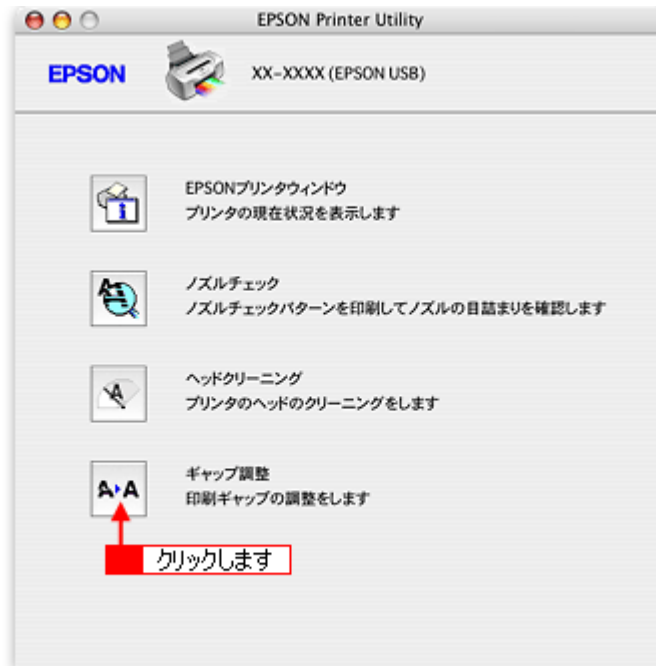 EPSON Printer Utility
EPSON
XX-XXXX (EPSON USB)
EPSONプリンタウィンドウ
プリンタの現在状況を表示します
ノズルチェック
ノズルチェックパターンを印刷してノズルの目詰まりを確認します
ヘッドクリーニング
プリンタのヘッドのクリーニングをします
ギャップ調整
印刷ギャップの調整をします
A A
クリックします